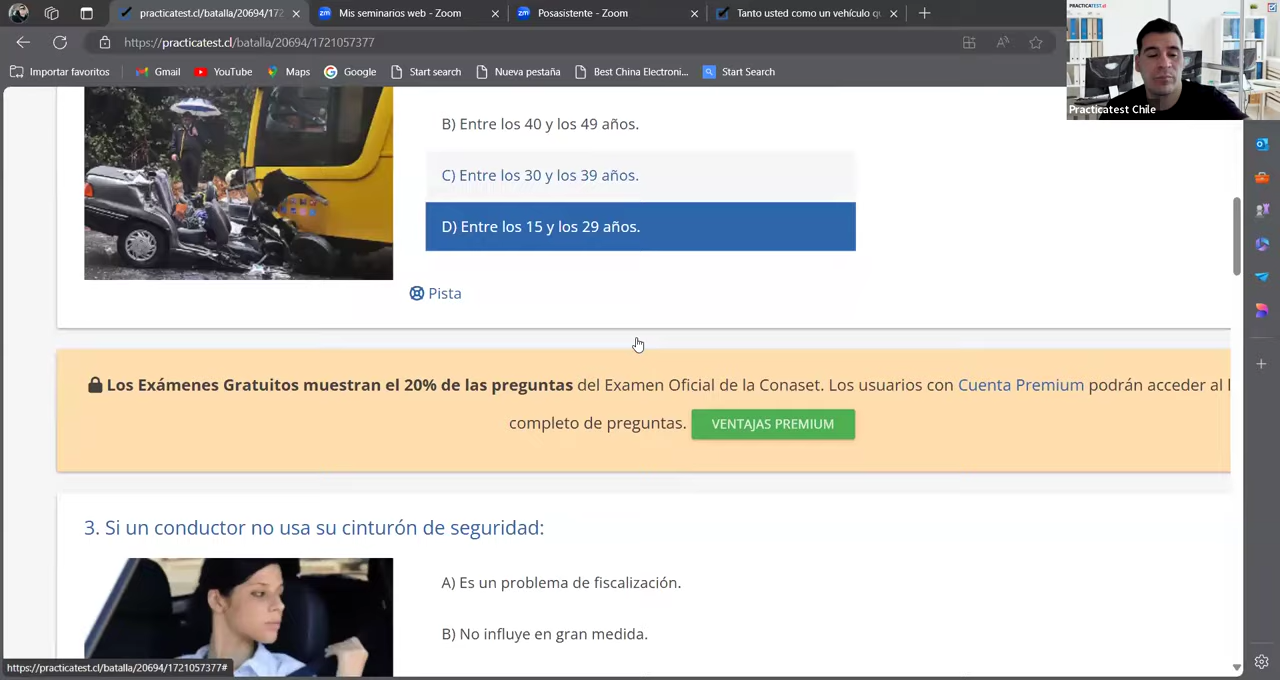 practicatest.cl/batalla/20694/172
Mis seminarios web - Zoom
Posasistente - Zoom
Tanto usted como un vehículo qu
https://practicatest.cl/batalla/20694/1721057377
Importar favoritos
Gmail
YouTube
Maps
Google
Start search
Nueva pestaña
Best China Electroni...
Start Search
PRACTICATEST.cl
Practicatest Chile
B) Entre los 40 y los 49 años.
C) Entre los 30 y los 39 años.
D) Entre los 15 y los 29 años.
Pista
Los Exámenes Gratuitos muestran el 20% de las preguntas del Examen Oficial de la Conaset. Los usuarios con Cuenta Premium podrán acceder al
completo de preguntas. VENTAJAS PREMIUM
3. Si un conductor no usa su cinturón de seguridad:
A) Es un problema de fiscalización.
B) No influye en gran medida.
https://practicatest.cl/batalla/20694/1721057377#